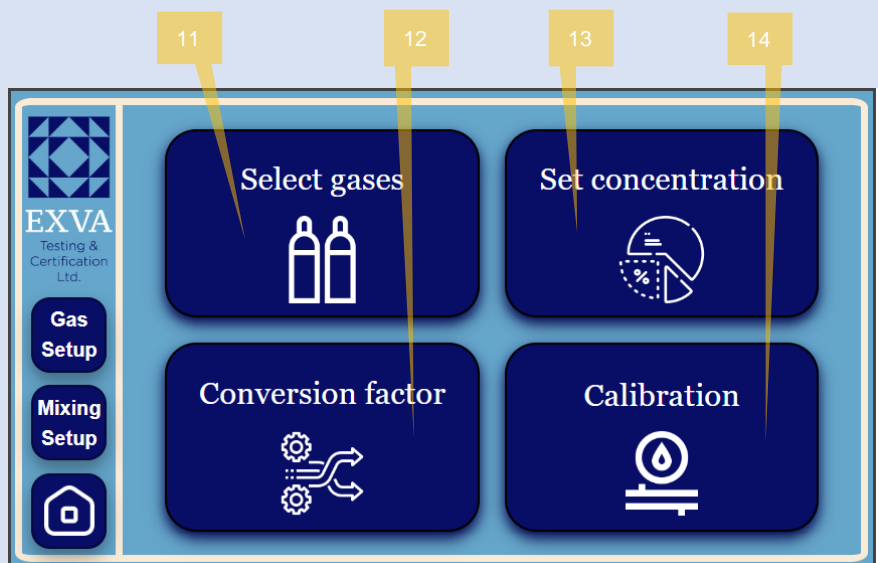 11
12
13
14
EXVA
Testing &
Certification
Ltd.
Gas
Setup
Mixing
Setup
Select gases
Set concentration
%
Conversion factor
Calibration